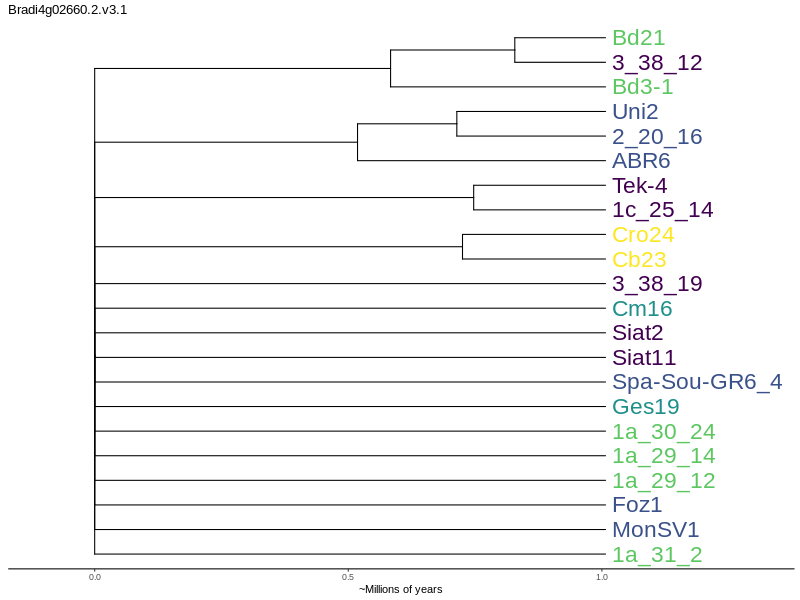 Bradi4g02660.2.v3.1
Bd21
3_38_12
Bd3-1
Uni2
2_20_16
ABR6
Tek-4
1c_25_14
Cro24
Cb23
3_38_19
Cm16
Siat2
Siat11
Spa-Sou-GR6_4
Ges19
1a_30_24
1a_29_14
1a_29_12
Foz1
MonSV1
1a_31_2
0.0 0.5 1.0
~Millions of years